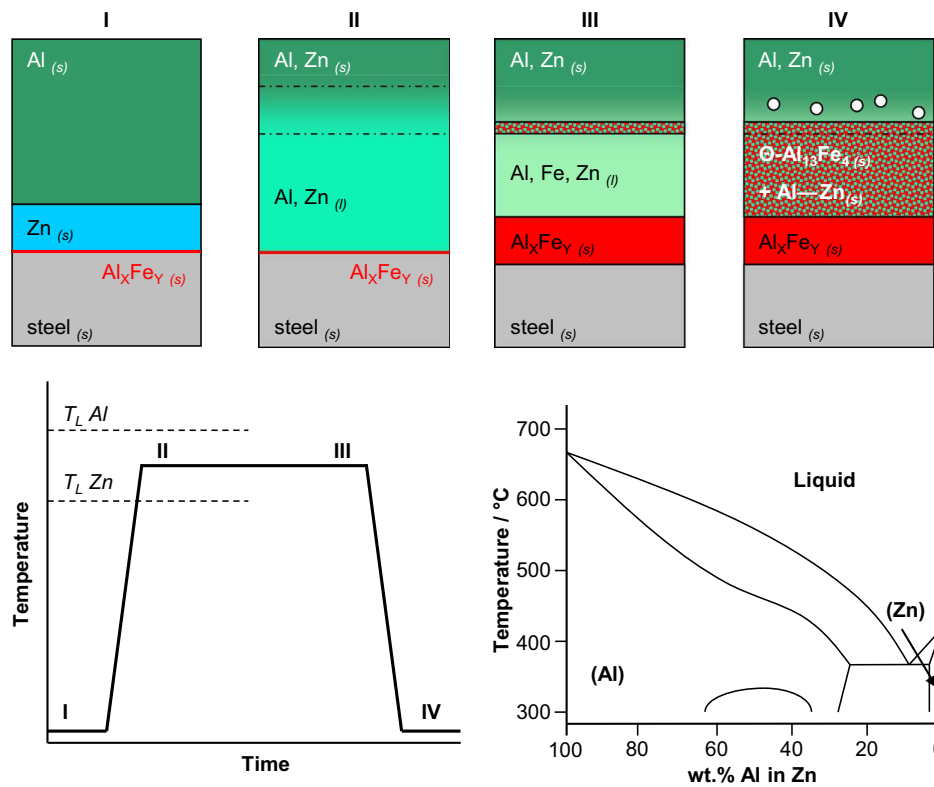 I II III IV
Al (s)
Zn (s)
AlXFeY (s)
steel (s)
Al, Zn (s)
Al, Zn (l)
AlXFeY (s)
steel (s)
Al, Zn (s)
Al, Fe, Zn (l)
AlXFeY (s)
steel (s)
Al, Zn (s)
Θ-Al13Fe4 (s)
+ Al—Zn(s)
AlXFeY (s)
steel (s)
TL Al
II III
TL Zn
Temperature
I IV
Time
700
Liquid
600
Temperature / °C
500
400
(Zn)
(Al)
300
100 80 60 40 20
wt.% Al in Zn